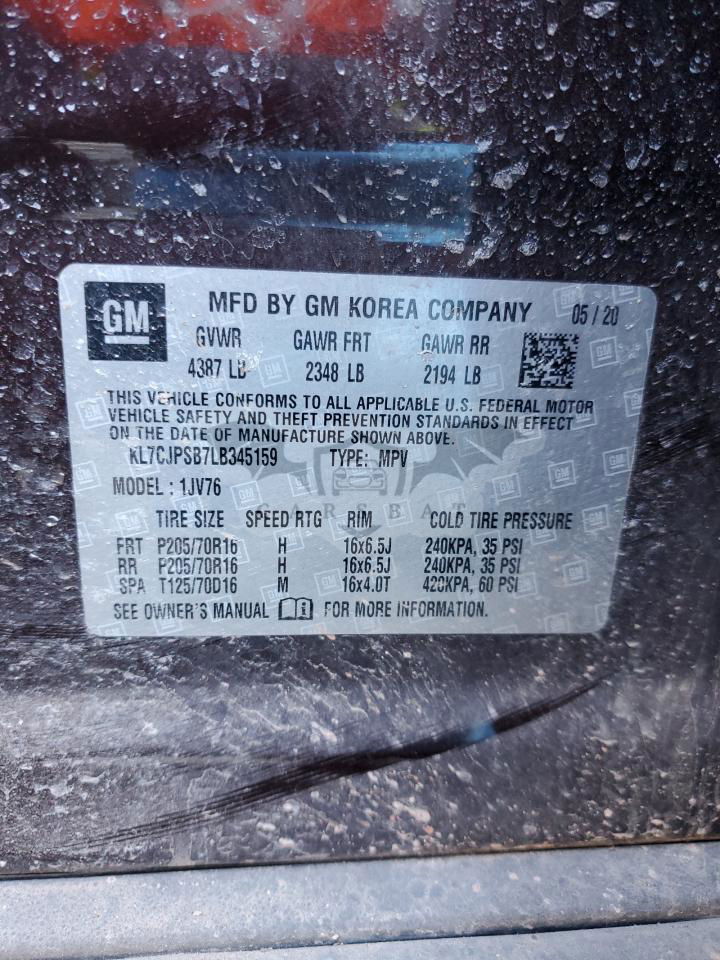 GM MFD BY GM KOREA COMPANY 05 / 20
GVWR GAWR FRT GAWR RR
4387 LB 2348 LB 2194 LB
THIS VEHICLE CONFORMS TO ALL APPLICABLE U.S. FEDERAL MOTOR
VEHICLE SAFETY AND THEFT PREVENTION STANDARDS IN EFFECT
ON THE DATE OF MANUFACTURE SHOWN ABOVE.
KL7CJPSB7LB345159 TYPE: MPV
MODEL : 1JV76
TIRE SIZE SPEED RTG RIM COLD TIRE PRESSURE
FRT P205/70R16 H 16x6.5J 240KPA, 35 PSI
RR P205/70R16 H 16x6.5J 240KPA, 35 PSI
SPA T125/70D16 M 16x4.0T 420KPA, 60 PSI
SEE OWNER'S MANUAL FOR MORE INFORMATION.